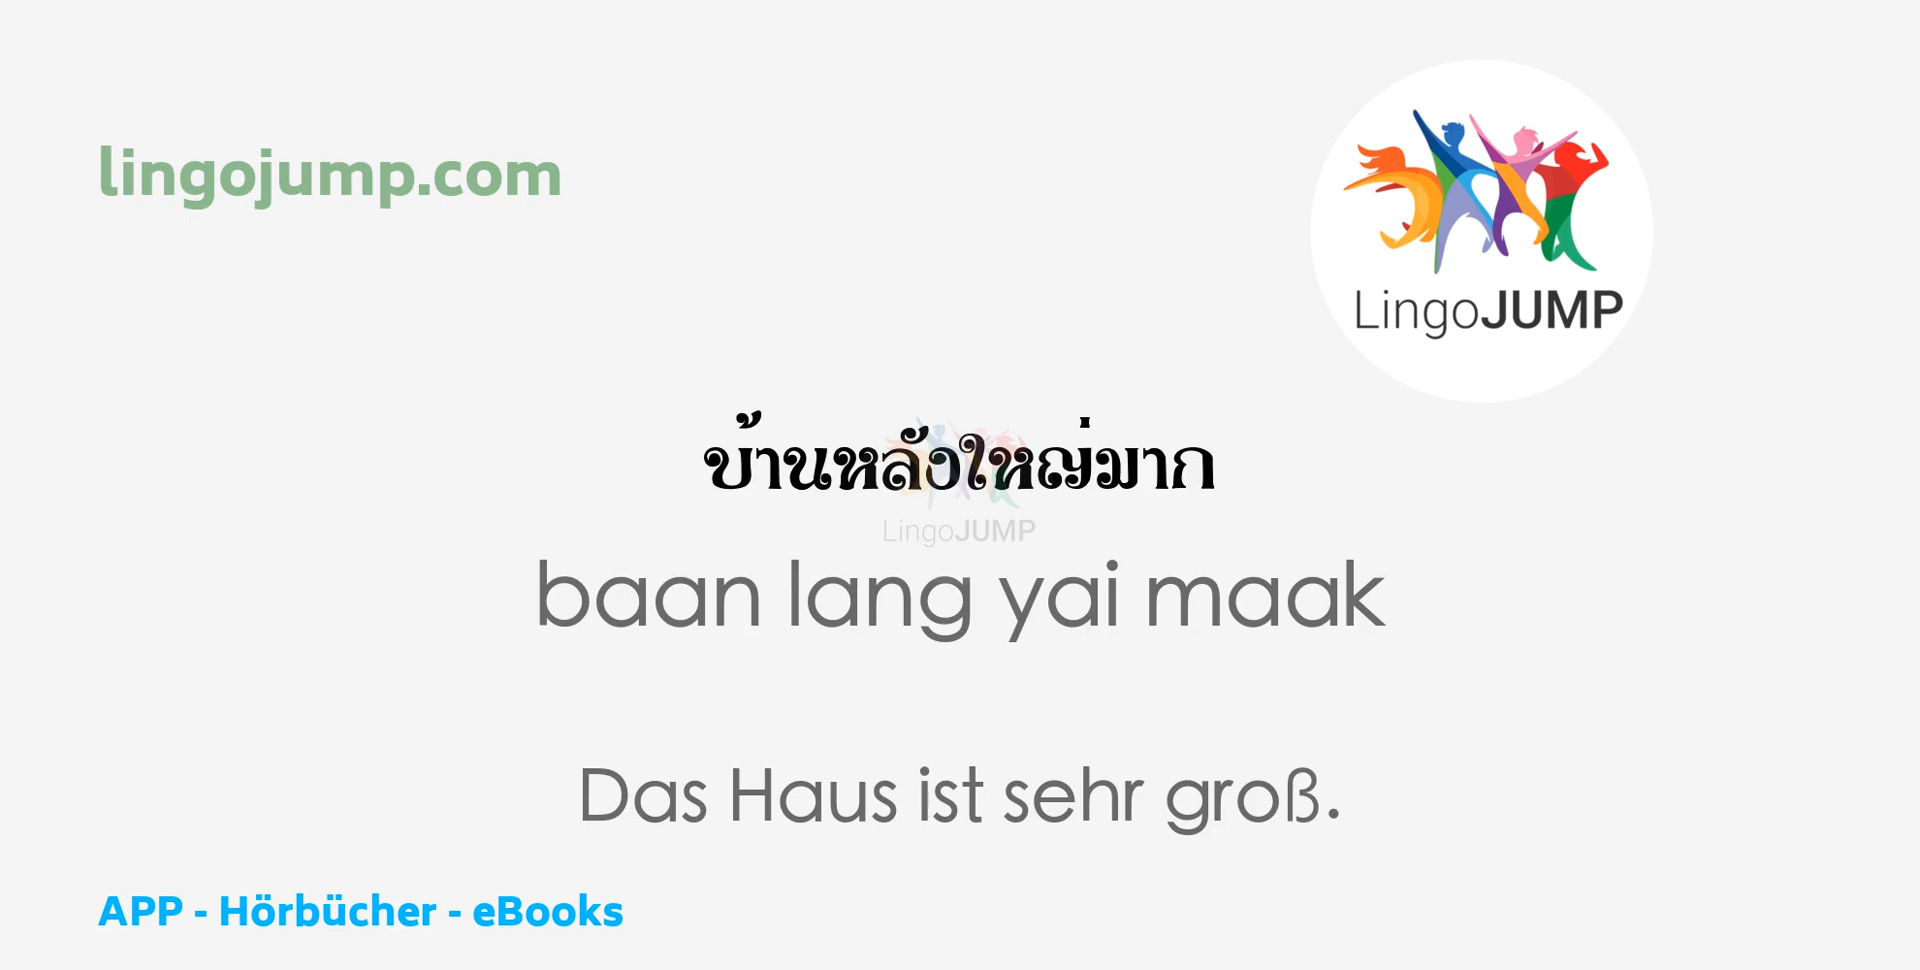 lingojump.com
LingoJUMP
บ้านหลังใหญ่มาก
LingoJUMP
baan lang yai maak
Das Haus ist sehr groß.
APP - Hörbücher - eBooks